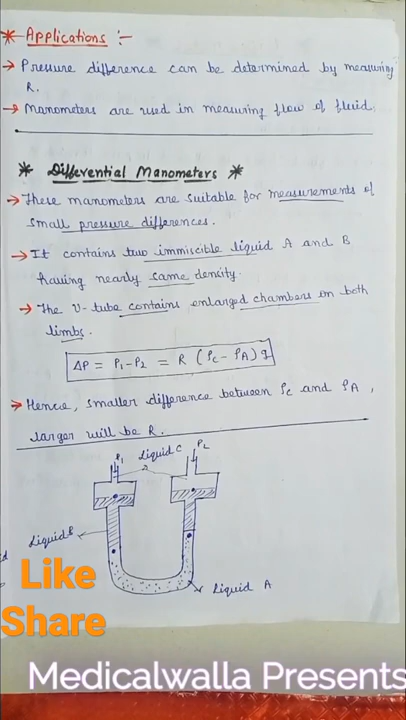 * Applications :-
→ Pressure difference can be determined by measuring
R.
→ Manometers are used in measuring flow of fluid.
* Differential Manometers *
→ These manometers are suitable for measurements of
small pressure differences.
→ It contains two immiscible liquid A and B
having nearly same density.
→ The U-tube contains enlarged chambers on both
limbs.
ΔP = P₁-P₂ = R (ρc - ρA) g
→ Hence, smaller difference between ρc and ρA,
larger will be R.
P₁ Liquid C P₂
Liquid B
Liquid A
Like
Share
Medicalwalla Presents